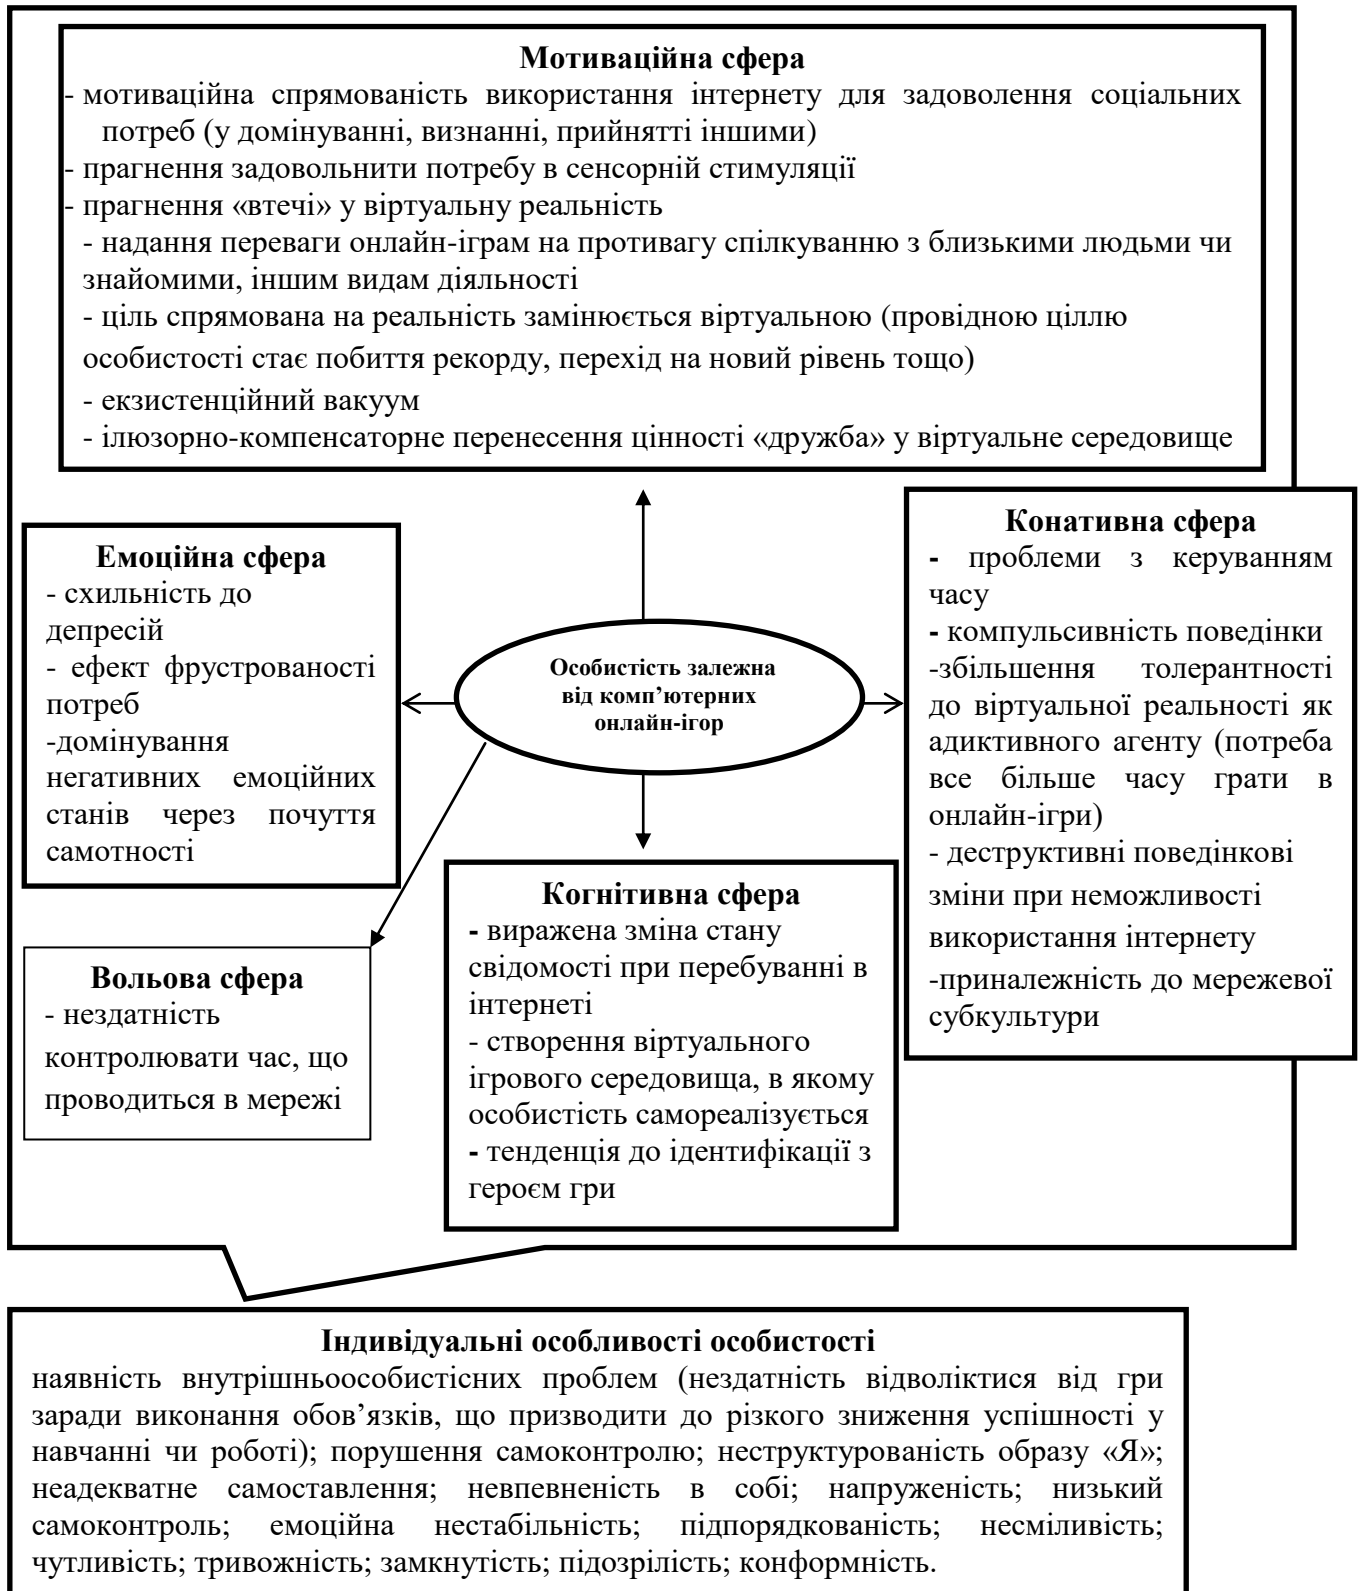 Мотиваційна сфера
- мотиваційна спрямованість використання інтернету для задоволення соціальних
потреб (у домінуванні, визнанні, прийнятті іншими)
- прагнення задовольнити потребу в сенсорній стимуляції
- прагнення «втечі» у віртуальну реальність
- надання переваги онлайн-іграм на противагу спілкуванню з близькими людьми чи
знайомими, іншим видам діяльності
- ціль спрямована на реальність замінюється віртуальною (провідною ціллю
особистості стає побиття рекорду, перехід на новий рівень тощо)
- екзистенційний вакуум
- ілюзорно-компенсаторне перенесення цінності «дружба» у віртуальне середовище
Емоційна сфера
- схильність до
депресій
- ефект фрустрованості
потреб
-домінування
негативних емоційних
станів через почуття
самотності
Особистість залежна
від комп’ютерних
онлайн-ігор
Конативна сфера
- проблеми з керуванням
часу
- компульсивність поведінки
-збільшення толерантності
до віртуальної реальності як
адиктивного агенту (потреба
все більше часу грати в
онлайн-ігри)
- деструктивні поведінкові
зміни при неможливості
використання інтернету
-приналежність до мережевої
субкультури
Вольова сфера
- нездатність
контролювати час, що
проводиться в мережі
Когнітивна сфера
- виражена зміна стану
свідомості при перебуванні в
інтернеті
- створення віртуального
ігрового середовища, в якому
особистість самореалізується
- тенденція до ідентифікації з
героєм гри
Індивідуальні особливості особистості
наявність внутрішньоособистісних проблем (нездатність відволіктися від гри
заради виконання обов’язків, що призводити до різкого зниження успішності у
навчанні чи роботі); порушення самоконтролю; неструктурованість образу «Я»;
неадекватне самоставлення; невпевненість в собі; напруженість; низький
самоконтроль; емоційна нестабільність; підпорядкованість; несміливість;
чутливість; тривожність; замкнутість; підозрілість; конформність.